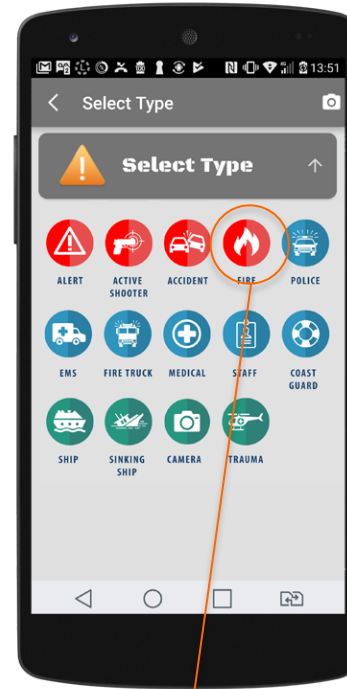 13:51
Select Type
Select Type
ALERT
ACTIVE
SHOOTER
ACCIDENT
FIRE
POLICE
EMS
FIRE TRUCK
MEDICAL
STAFF
COAST
GUARD
SHIP
SINKING
SHIP
CAMERA
TRAUMA